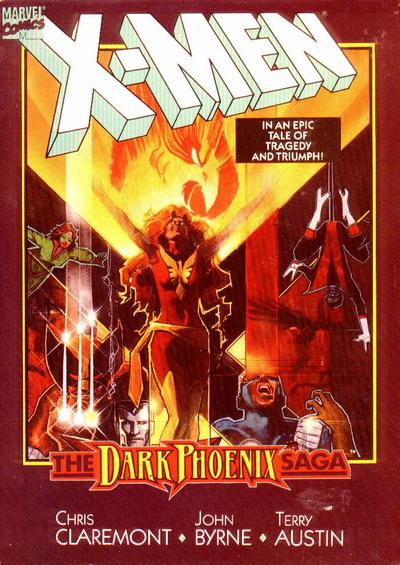 MARVEL
COMICS
X-MEN
IN AN EPIC
TALE OF
TRAGEDY
AND TRIUMPH!
THE DARK PHOENIX SAGA
CHRIS JOHN TERRY
CLAREMONT • BYRNE • AUSTIN